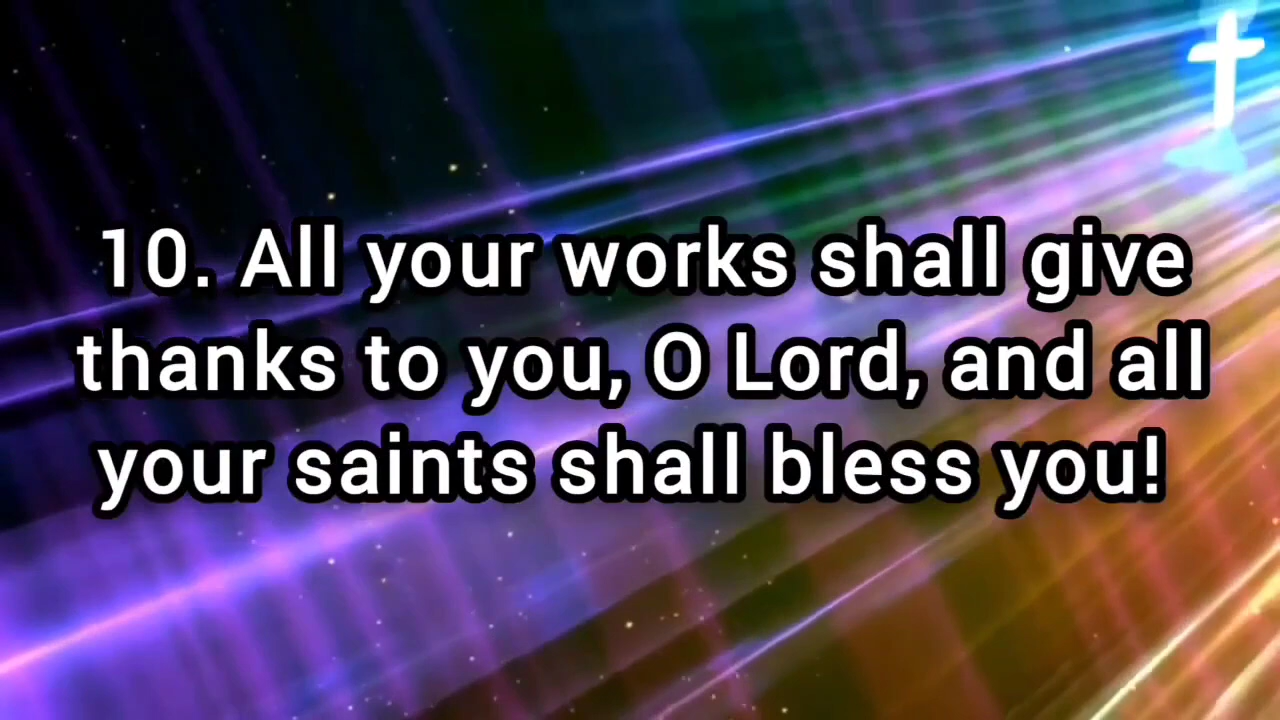 10. All your works shall give
thanks to you, O Lord, and all
your saints shall bless you!